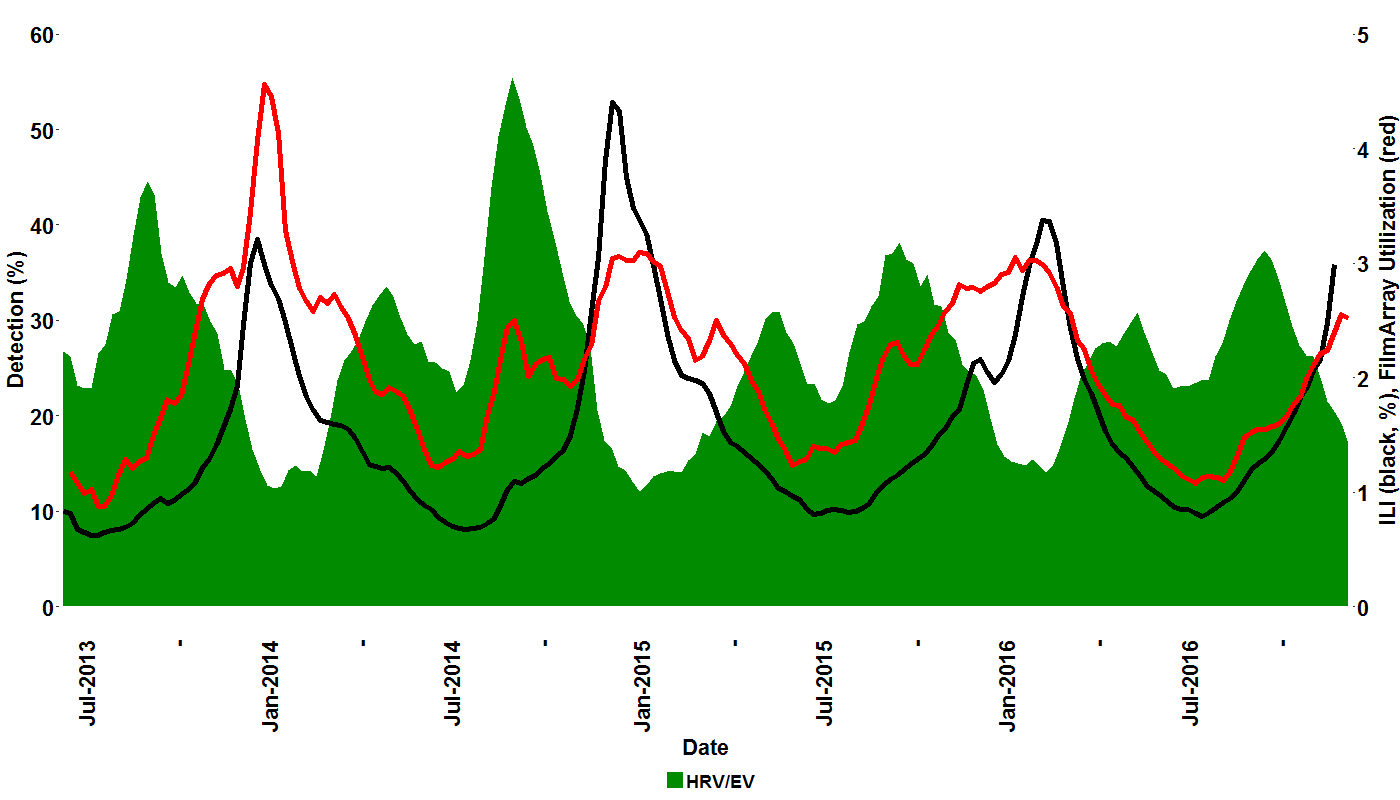 60
50
40
30
20
10
0
Detection (%)
5
4
3
2
1
0
ILI (black, %), FilmArray Utilization (red)
Jul-2013
-
Jan-2014
-
Jul-2014
-
Jan-2015
-
Jul-2015
-
Jan-2016
-
Jul-2016
-
Date
HRV/EV